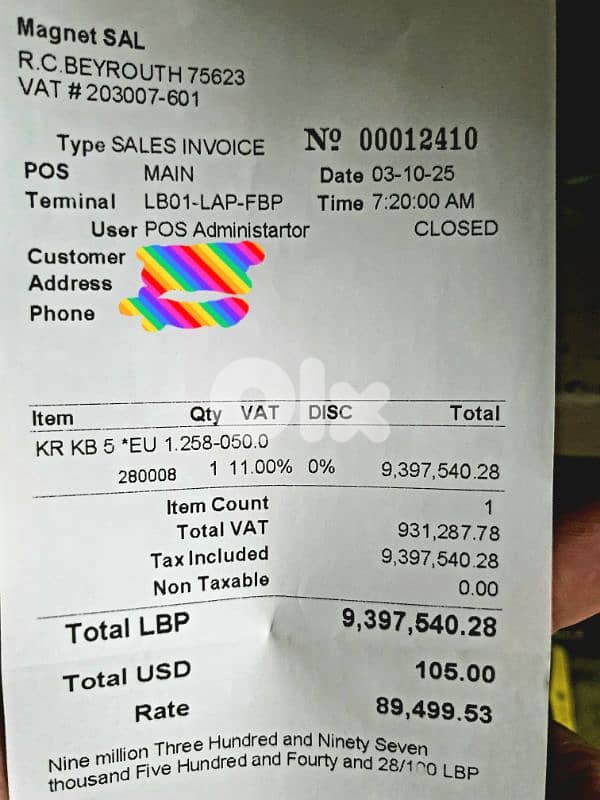 Magnet SAL
R.C.BEYROUTH 75623
VAT # 203007-601
Type SALES INVOICE Nº 00012410
POS MAIN Date 03-10-25
Terminal LB01-LAP-FBP Time 7:20:00 AM
User POS Administartor CLOSED
Customer
Address
Phone
olx
Item Qty VAT DISC Total
KR KB 5 *EU 1.258-050.0
280008 1 11.00% 0% 9,397,540.28
Item Count 1
Total VAT 931,287.78
Tax Included 9,397,540.28
Non Taxable 0.00
Total LBP 9,397,540.28
Total USD 105.00
Rate 89,499.53
Nine million Three Hundred and Ninety Seven
thousand Five Hundred and Fourty and 28/100 LBP